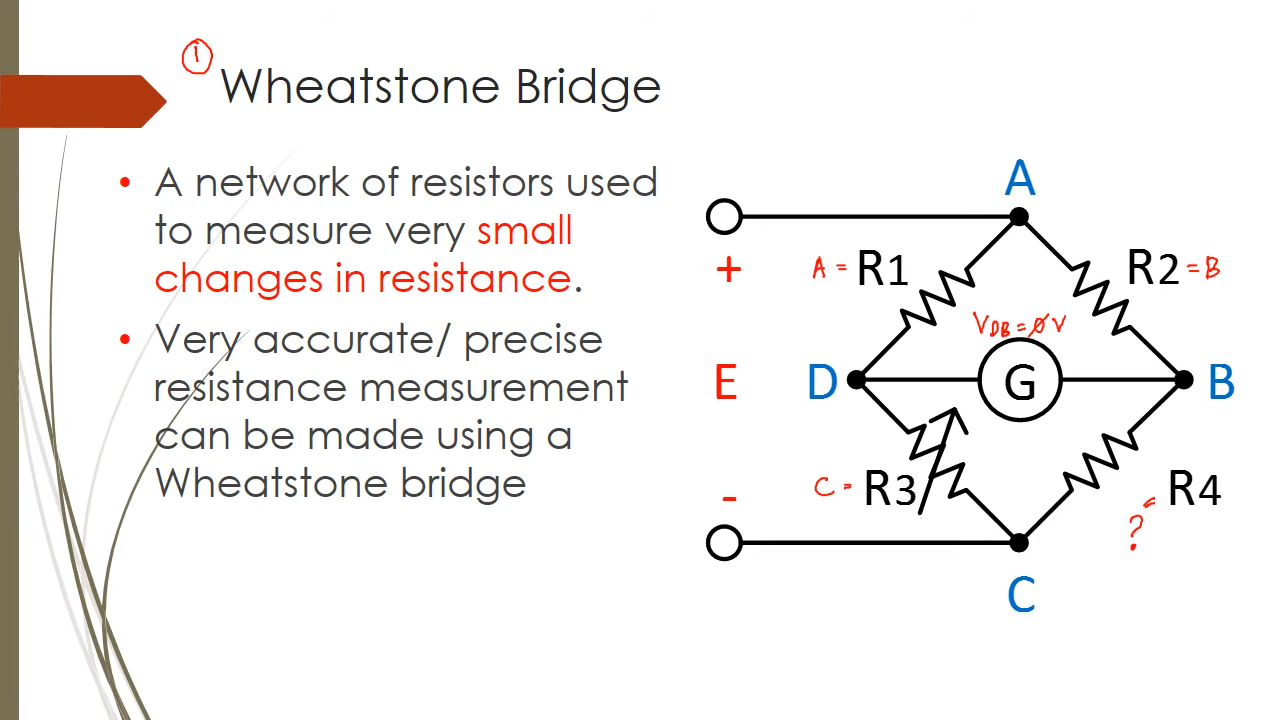 ①
Wheatstone Bridge
• A network of resistors used
to measure very small
changes in resistance.
• Very accurate/ precise
resistance measurement
can be made using a
Wheatstone bridge
A
+
A = R1
R2 = B
V_DB = 0V
E
D
G
B
-
C = R3
R4
= ?
C